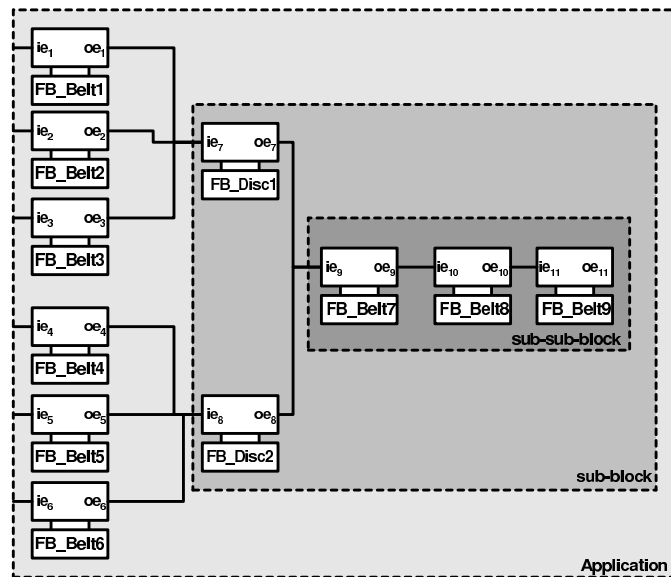 ie₁ oe₁
FB_Belt1
ie₂ oe₂
FB_Belt2
ie₃ oe₃
FB_Belt3
ie₄ oe₄
FB_Belt4
ie₅ oe₅
FB_Belt5
ie₆ oe₆
FB_Belt6
ie₇ oe₇
FB_Disc1
ie₈ oe₈
FB_Disc2
ie₉ oe₉
FB_Belt7
ie₁₀ oe₁₀
FB_Belt8
ie₁₁ oe₁₁
FB_Belt9
sub-sub-block
sub-block
Application